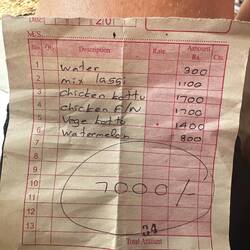 Date 201
M/S.
No. Description Rate Amount
Rs. Cts.
1 water 300
2 mix lassi 1100
3 chicken kottu 1700
4 chicken F/N 1700
5 Vege kottu 1400
6 Watermelon 800
7
8
9
10 7000/-
11
12
13 Total Amount